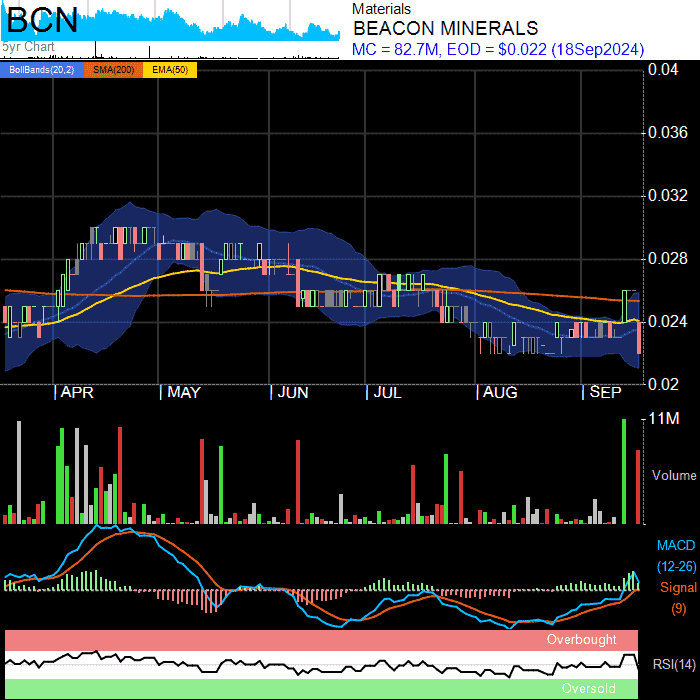 BCN
5yr Chart
Materials
BEACON MINERALS
MC = 82.7M, EOD = $0.022 (18Sep2024)
BollBands(20,2) SMA(200) EMA(50)
0.04
0.036
0.032
0.028
0.024
0.02
APR MAY JUN JUL AUG SEP
11M
Volume
MACD
(12-26)
Signal
(9)
Overbought
RSI(14)
Oversold